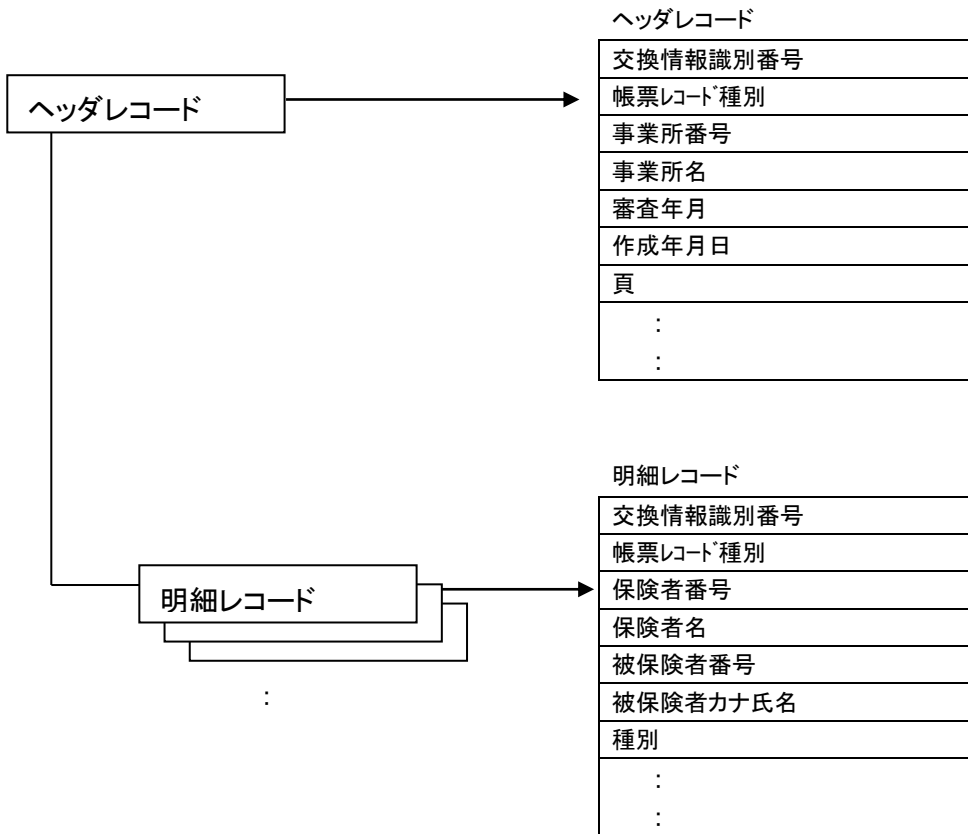 ヘッダレコード
ヘッダレコード
交換情報識別番号
帳票ﾚｺｰﾄﾞ種別
事業所番号
事業所名
審査年月
作成年月日
頁
:
:
明細レコード
:
明細レコード
交換情報識別番号
帳票ﾚｺｰﾄﾞ種別
保険者番号
保険者名
被保険者番号
被保険者カナ氏名
種別
:
: